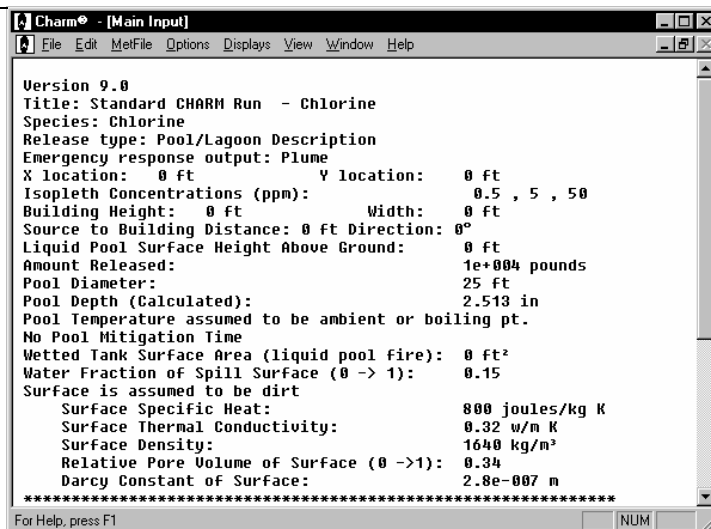 Charm® - [Main Input]
File Edit MetFile Options Displays View Window Help
Version 9.0
Title: Standard CHARM Run - Chlorine
Species: Chlorine
Release type: Pool/Lagoon Description
Emergency response output: Plume
X location: 0 ft Y location: 0 ft
Isopleth Concentrations (ppm): 0.5 , 5 , 50
Building Height: 0 ft Width: 0 ft
Source to Building Distance: 0 ft Direction: 0°
Liquid Pool Surface Height Above Ground: 0 ft
Amount Released: 1e+004 pounds
Pool Diameter: 25 ft
Pool Depth (Calculated): 2.513 in
Pool Temperature assumed to be ambient or boiling pt.
No Pool Mitigation Time
Wetted Tank Surface Area (liquid pool fire): 0 ft²
Water Fraction of Spill Surface (0 -> 1): 0.15
Surface is assumed to be dirt
Surface Specific Heat: 800 joules/kg K
Surface Thermal Conductivity: 0.32 w/m K
Surface Density: 1640 kg/m³
Relative Pore Volume of Surface (0 ->1): 0.34
Darcy Constant of Surface: 2.8e-007 m
****************************************************************
For Help, press F1 NUM